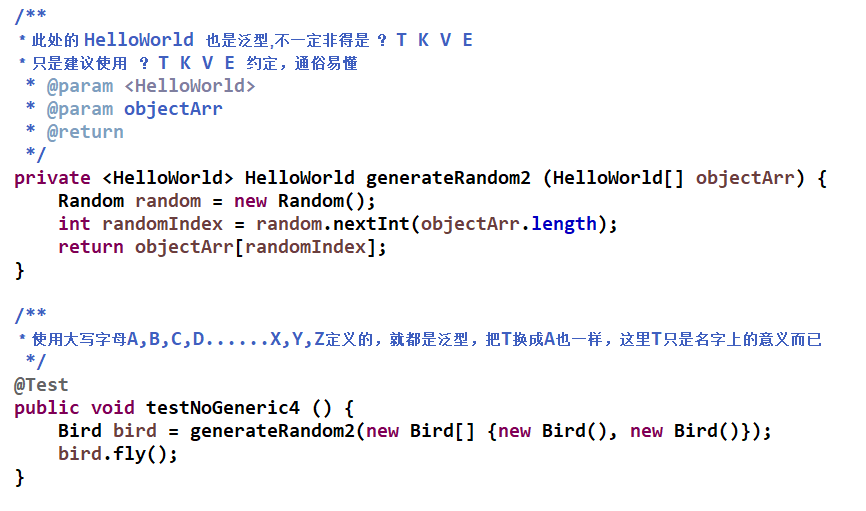 /**
* 此处的 HelloWorld 也是泛型,不一定非得是 ? T K V E
* 只是建议使用 ? T K V E 约定，通俗易懂
* @param <HelloWorld>
* @param objectArr
* @return
*/
private <HelloWorld> HelloWorld generateRandom2 (HelloWorld[] objectArr) {
    Random random = new Random();
    int randomIndex = random.nextInt(objectArr.length);
    return objectArr[randomIndex];
}
/**
* 使用大写字母A,B,C,D......X,Y,Z定义的，就都是泛型，把T换成A也一样，这里T只是名字上的意义而已
*/
@Test
public void testNoGeneric4 () {
    Bird bird = generateRandom2(new Bird[] {new Bird(), new Bird()});
    bird.fly();
}